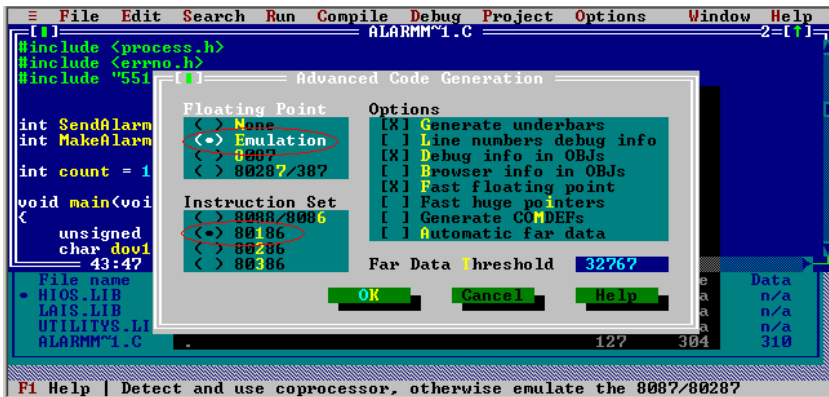 ≡ File Edit Search Run Compile Debug Project Options Window Help
[■] ALARMM~1.C 2=[↑]
#include <process.h>
#include <errno.h>
#include "551
[■] Advanced Code Generation
Floating Point
( ) None
(•) Emulation
( ) 8087
( ) 80287/387
Instruction Set
( ) 8088/8086
(•) 80186
( ) 80286
( ) 80386
Options
[X] Generate underbars
[ ] Line numbers debug info
[X] Debug info in OBJs
[ ] Browser info in OBJs
[X] Fast floating point
[ ] Fast huge pointers
[ ] Generate COMDEFs
[ ] Automatic far data
Far Data Threshold 32767
OK Cancel Help
int SendAlarm
int MakeAlarm
int count = 1
void main(voi
{
unsigned
char dov1
43:47
File name e Data
• HIOS.LIB a n/a
LAIS.LIB a n/a
UTILITYS.LI a n/a
ALARMM~1.C . 127 304 310
F1 Help | Detect and use coprocessor, otherwise emulate the 8087/80287